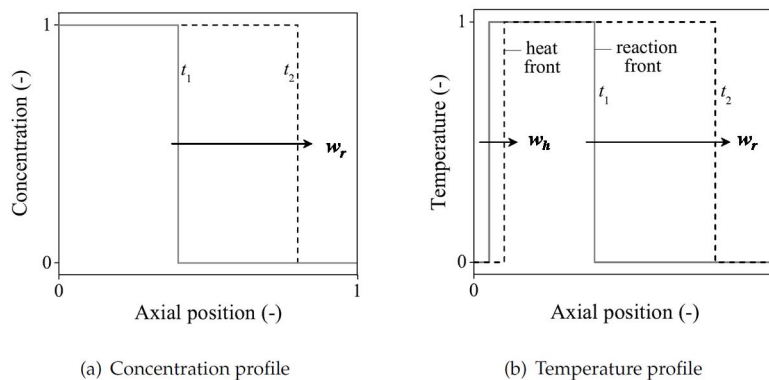 1
Concentration (-)
t1
t2
wr
0
0
1
Axial position (-)
(a) Concentration profile
1
Temperature (-)
heat
front
reaction
front
t1
t2
wh
wr
0
0
Axial position (-)
(b) Temperature profile